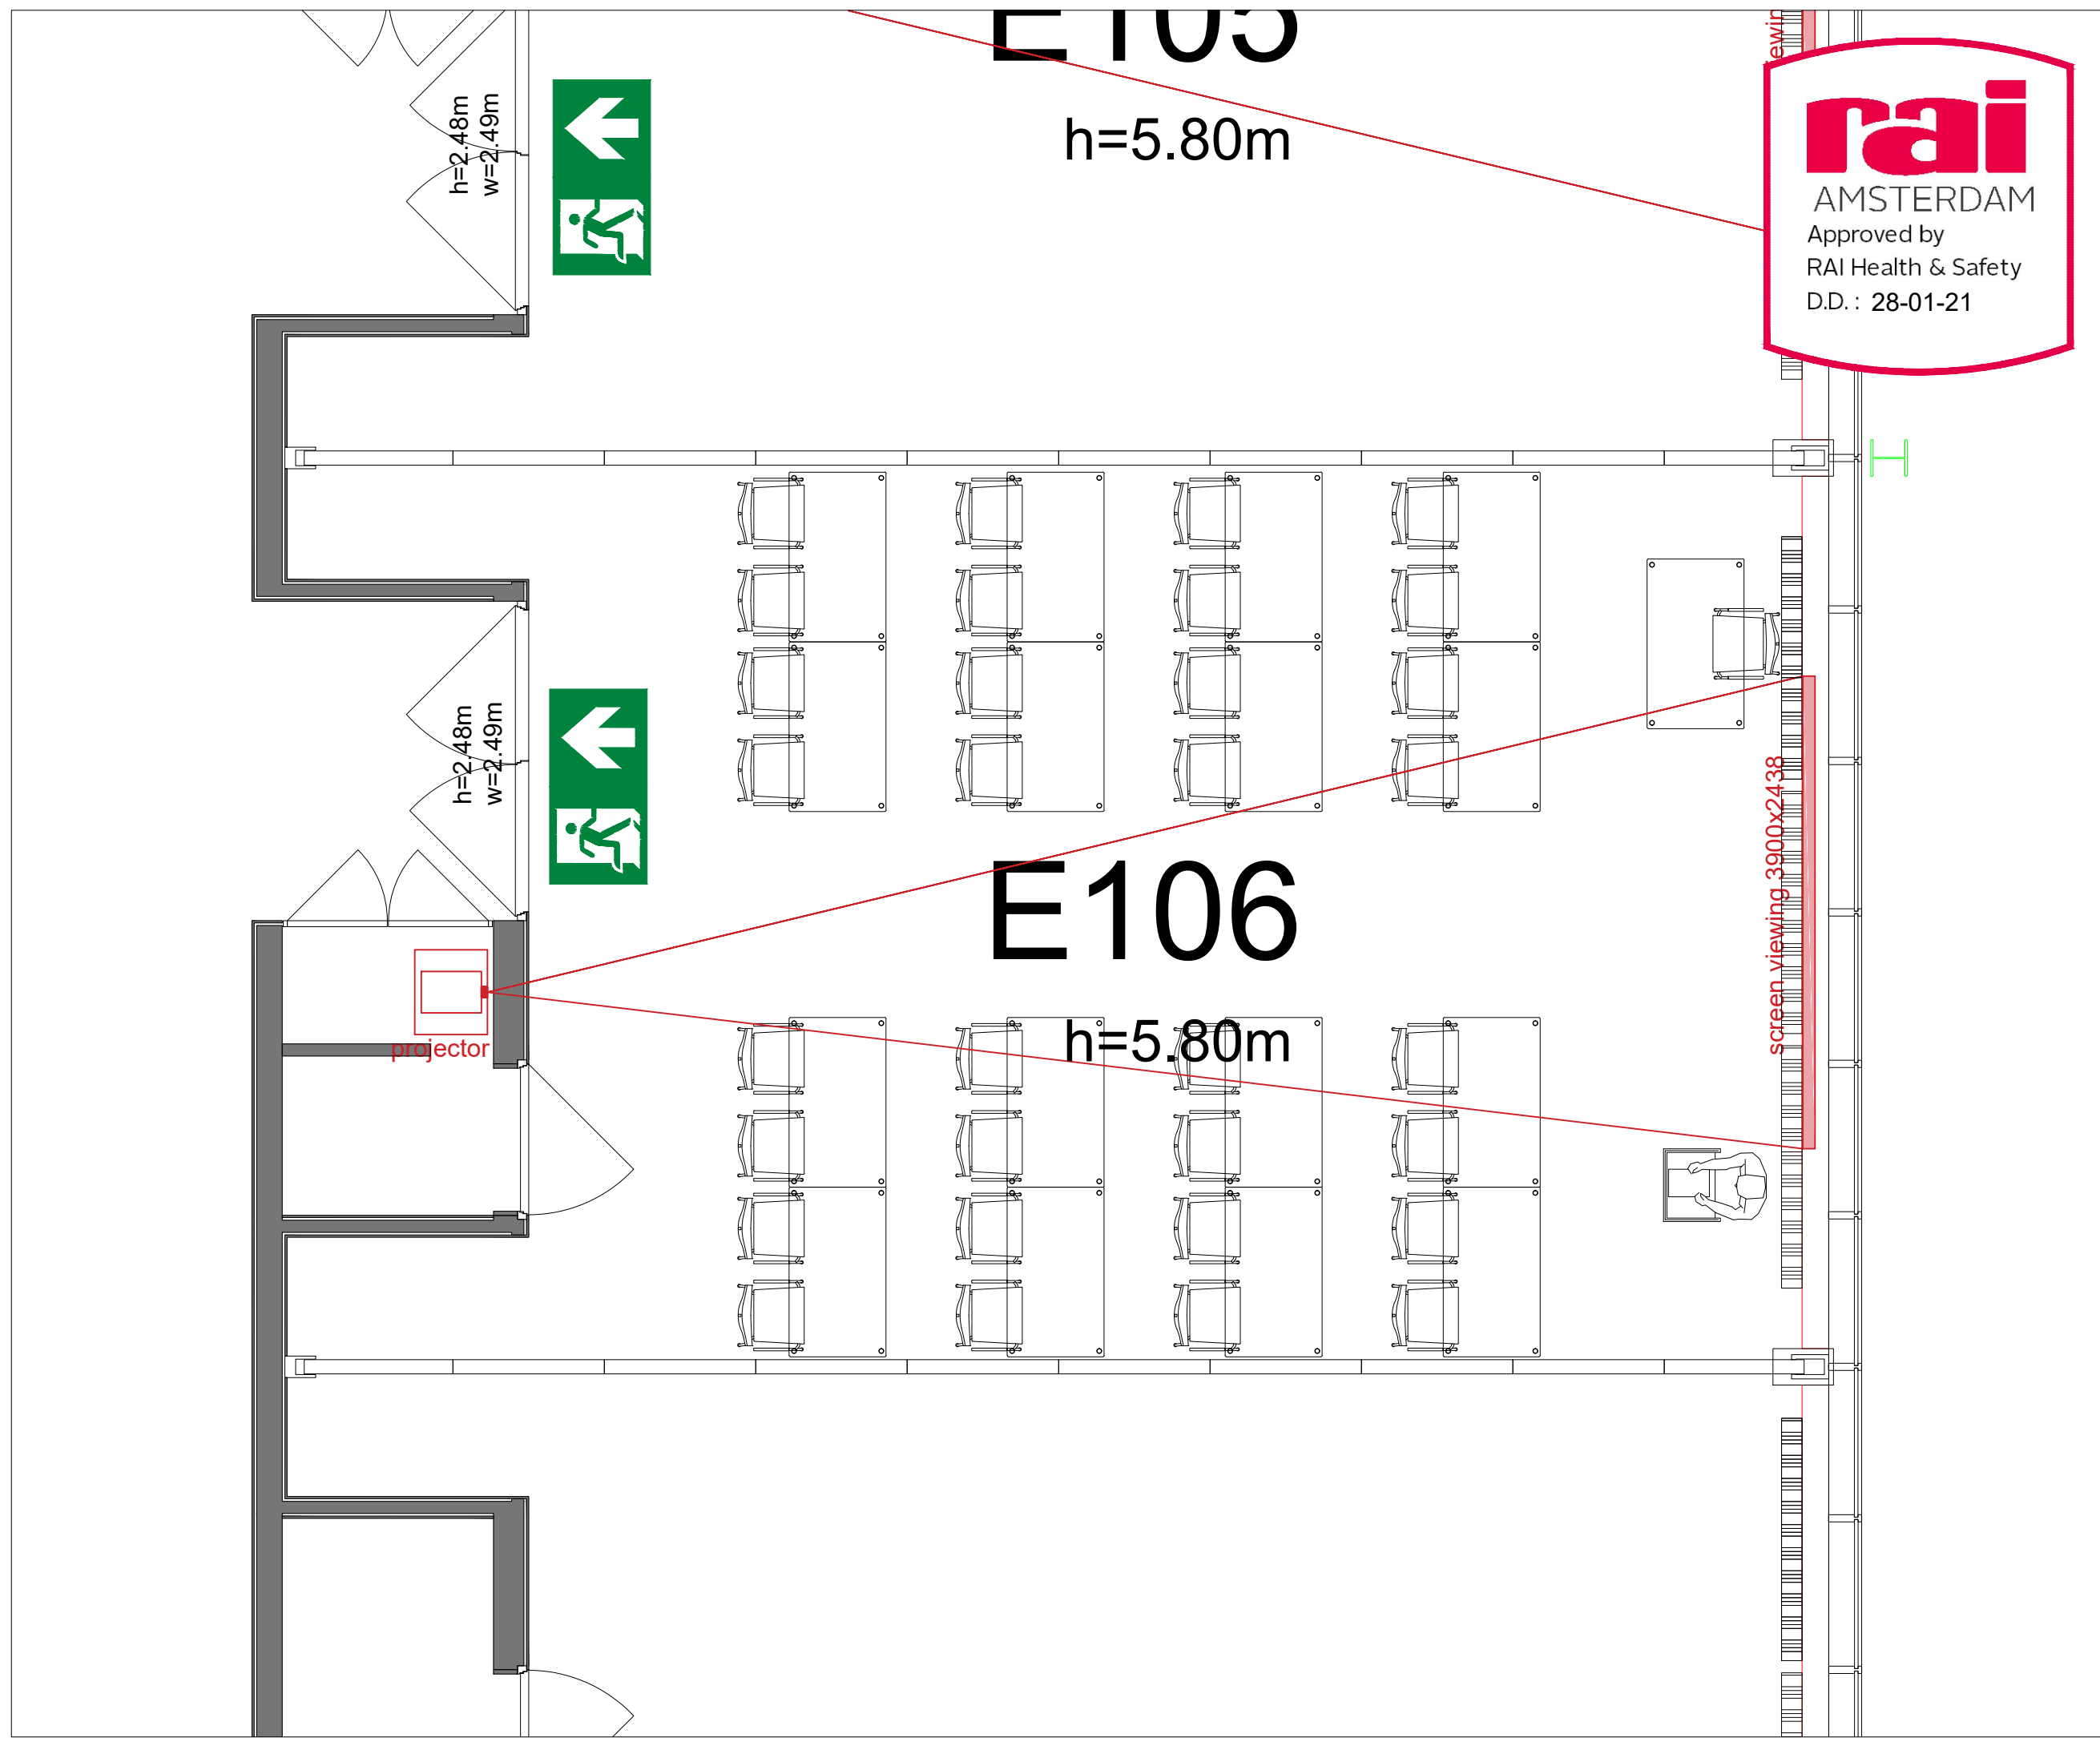 E105
h=5.80m
h=2.48m
w=2.49m
rai
AMSTERDAM
Approved by
RAI Health & Safety
D.D. : 28-01-21
h=2.48m
w=2.49m
E106
h=5.80m
projector
screen viewing 3900x2438